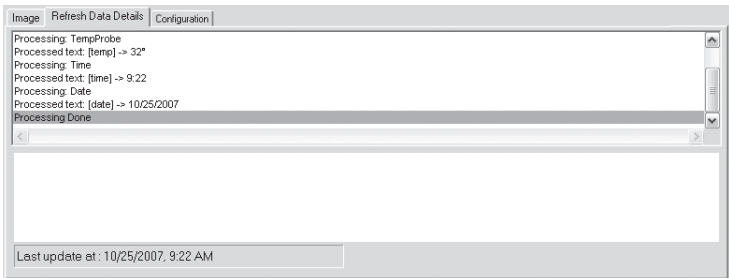 Image Refresh Data Details Configuration
Processing: TempProbe
Processed text: [temp] -> 32°
Processing: Time
Processed text: [time] -> 9:22
Processing: Date
Processed text: [date] -> 10/25/2007
Processing Done
Last update at : 10/25/2007, 9:22 AM